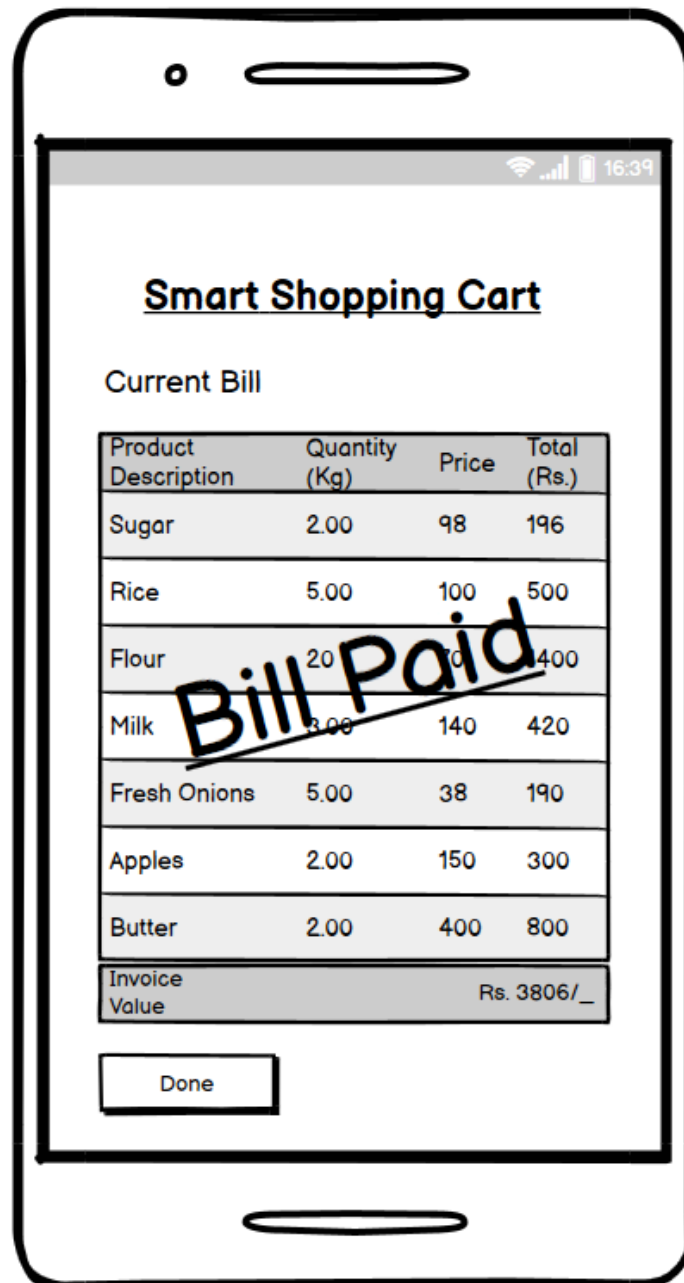 16:39
Smart Shopping Cart
Current Bill
Product Description Quantity (Kg) Price Total (Rs.)
Sugar 2.00 98 196
Rice 5.00 100 500
Flour 20
Bill Paid
Milk 3.00 140 420
Fresh Onions 5.00 38 190
Apples 2.00 150 300
Butter 2.00 400 800
Invoice Value Rs. 3806/_
Done